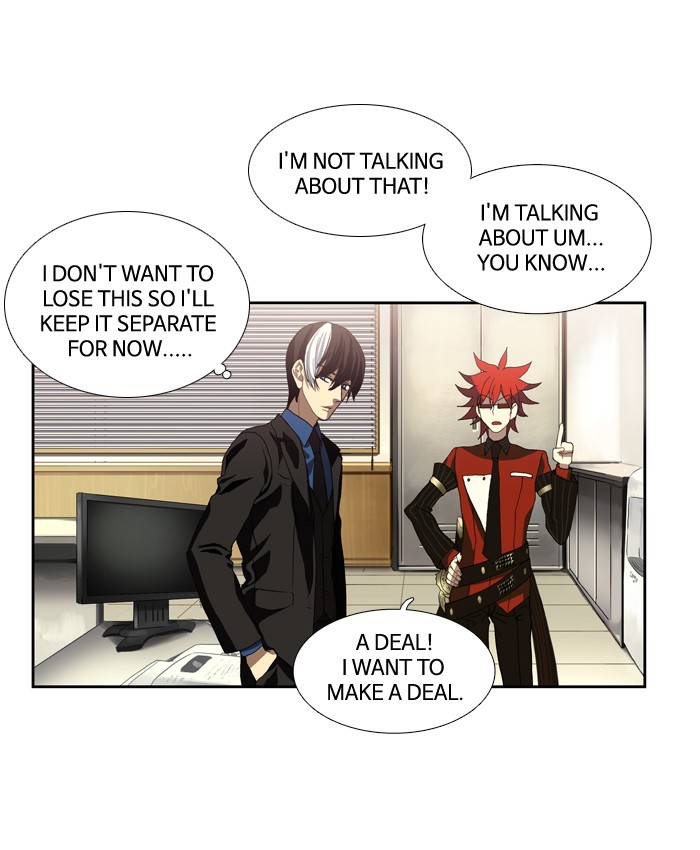 I'M NOT TALKING
ABOUT THAT!
I'M TALKING
ABOUT UM...
YOU KNOW...
I DON'T WANT TO
LOSE THIS SO I'LL
KEEP IT SEPARATE
FOR NOW.....
A DEAL!
I WANT TO
MAKE A DEAL.